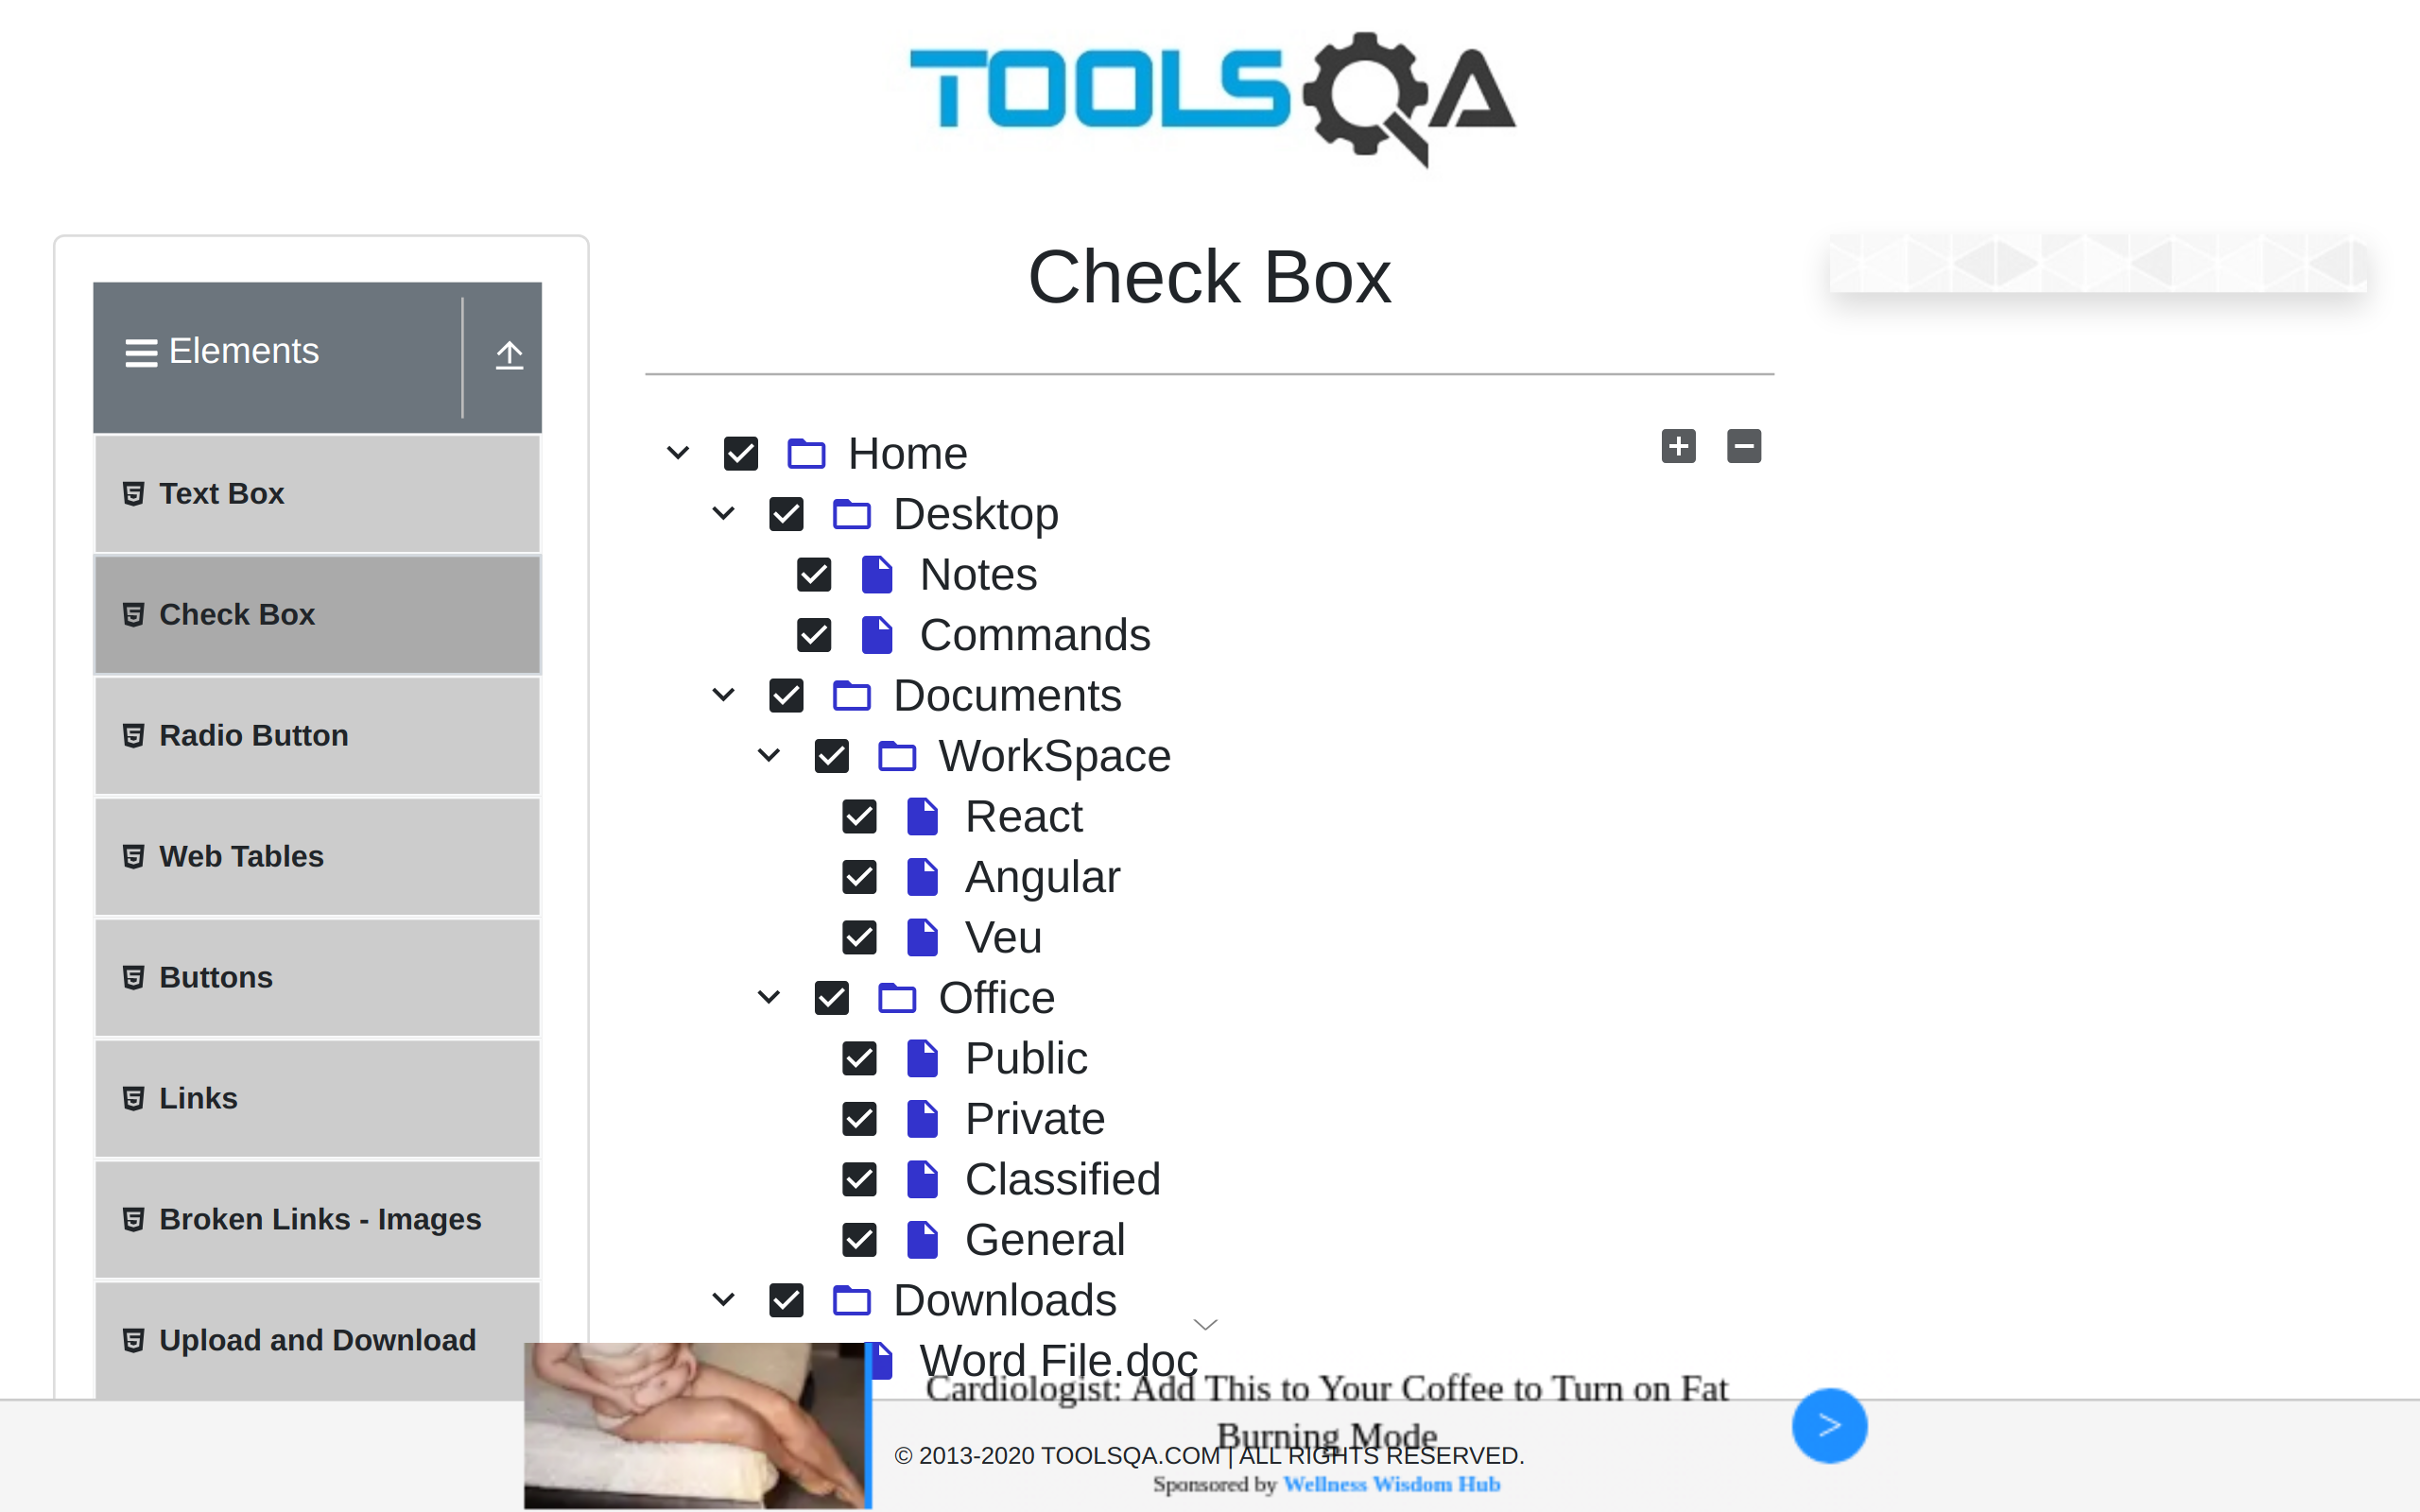 TOOLSQA
Check Box
Elements
Text Box
Check Box
Radio Button
Web Tables
Buttons
Links
Broken Links - Images
Upload and Download
Home
Desktop
Notes
Commands
Documents
WorkSpace
React
Angular
Veu
Office
Public
Private
Classified
General
Downloads
Word File.doc
Cardiologist: Add This to Your Coffee to Turn on Fat
Burning Mode
© 2013-2020 TOOLSQA.COM | ALL RIGHTS RESERVED.
Sponsored by Wellness Wisdom Hub